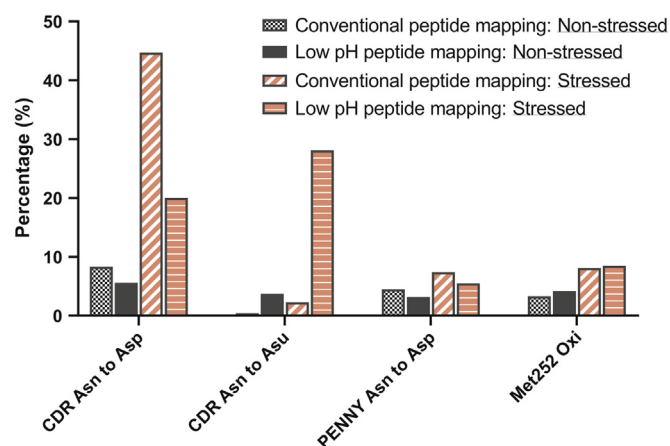 Conventional peptide mapping: Non-stressed
Low pH peptide mapping: Non-stressed
Conventional peptide mapping: Stressed
Low pH peptide mapping: Stressed
Percentage (%)
50
40
30
20
10
0
CDR Asn to Asp
CDR Asn to Asu
PENNY Asn to Asp
Met252 Oxi